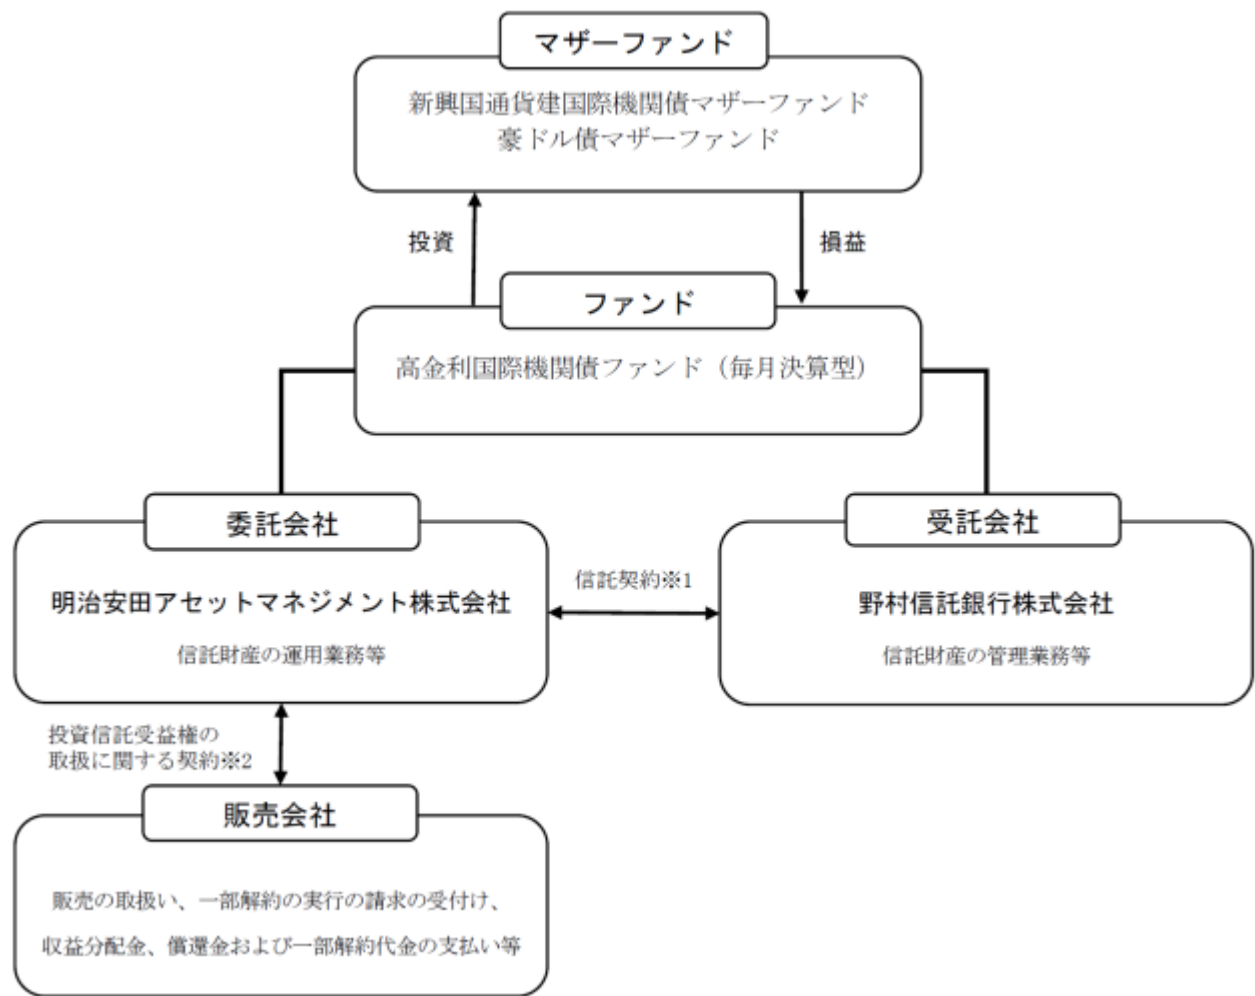 マザーファンド
新興国通貨建国際機関債マザーファンド
豪ドル債マザーファンド
投資
損益
ファンド
高金利国際機関債ファンド（毎月決算型）
委託会社
受託会社
明治安田アセットマネジメント株式会社
信託財産の運用業務等
信託契約※1
野村信託銀行株式会社
信託財産の管理業務等
投資信託受益権の
取扱に関する契約※2
販売会社
販売の取扱い、一部解約の実行の請求の受付け、
収益分配金、償還金および一部解約代金の支払い等